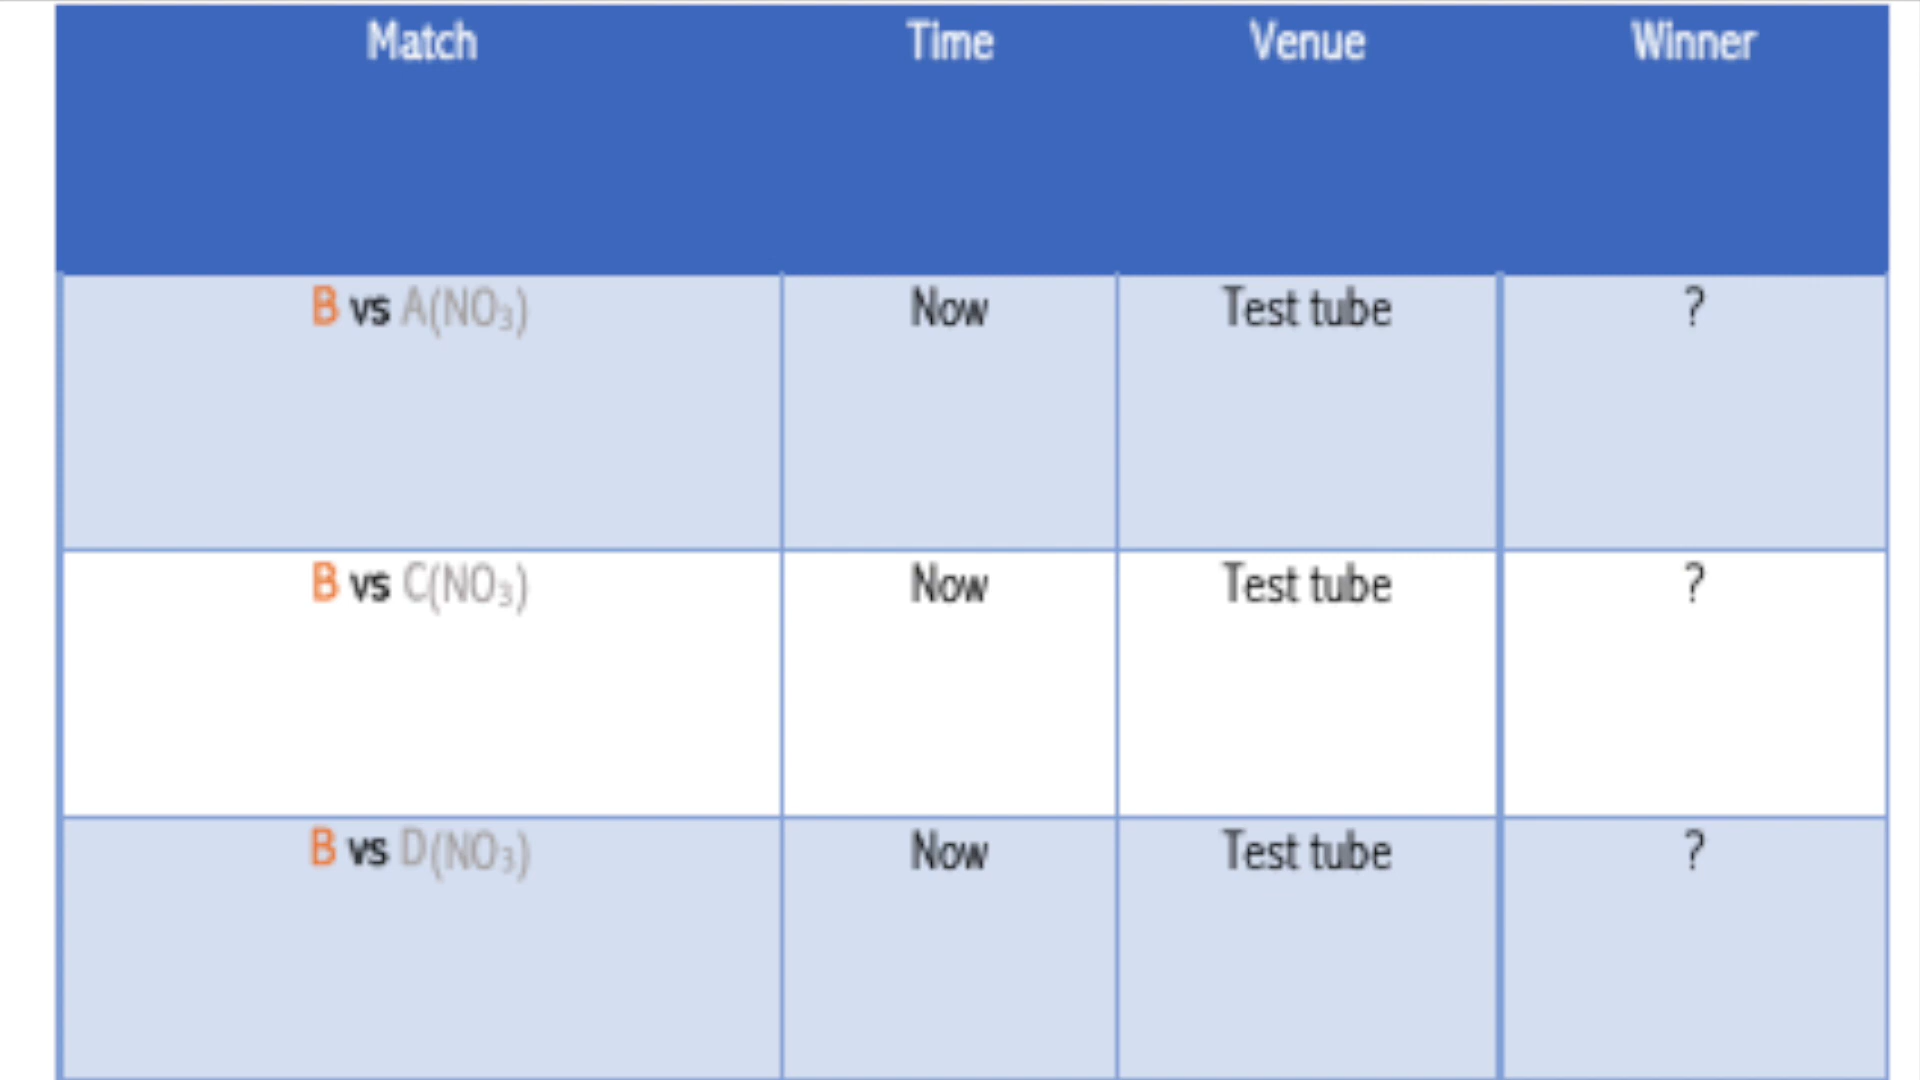 Match Time Venue Winner
B vs A(NO₃) Now Test tube ?
B vs C(NO₃) Now Test tube ?
B vs D(NO₃) Now Test tube ?